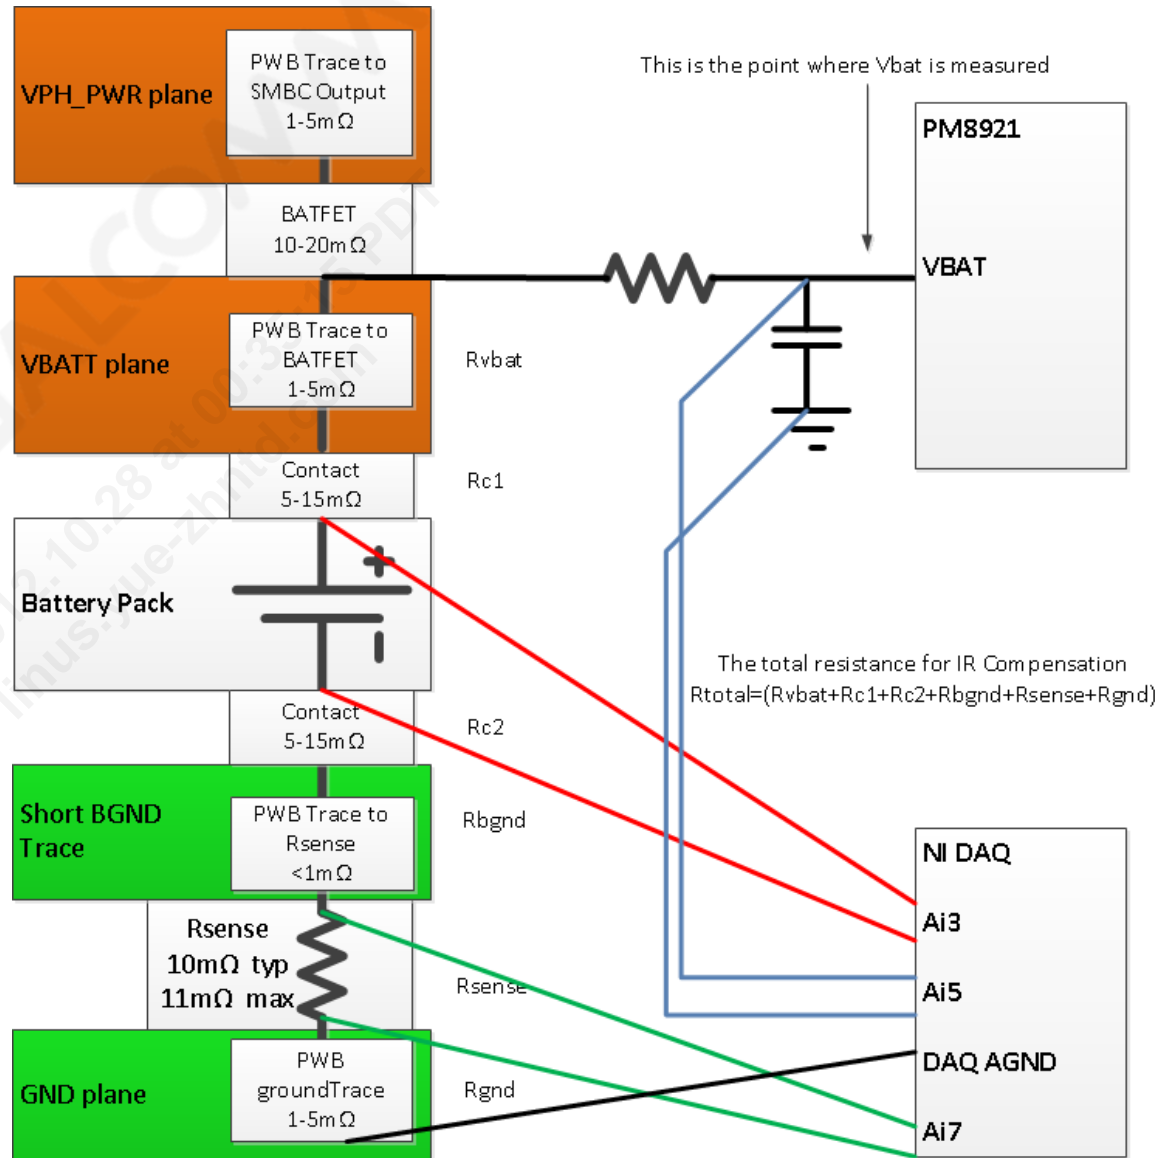 VPH_PWR plane
PWB Trace to
SMBC Output
1-5mΩ
This is the point where Vbat is measured
PM8921
BATFET
10-20mΩ
VBAT
VBATT plane
PWB Trace to
BATFET
1-5mΩ
Rvbat
Contact
5-15mΩ
Rc1
Battery Pack
+
-
The total resistance for IR Compensation
Rtotal=(Rvbat+Rc1+Rc2+Rbgnd+Rsense+Rgnd)
Contact
5-15mΩ
Rc2
Short BGND
Trace
PWB Trace to
Rsense
<1mΩ
Rbgnd
NI DAQ
Ai3
Rsense
10mΩ typ
11mΩ max
Rsense
Ai5
GND plane
PWB
groundTrace
1-5mΩ
Rgnd
DAQ AGND
Ai7